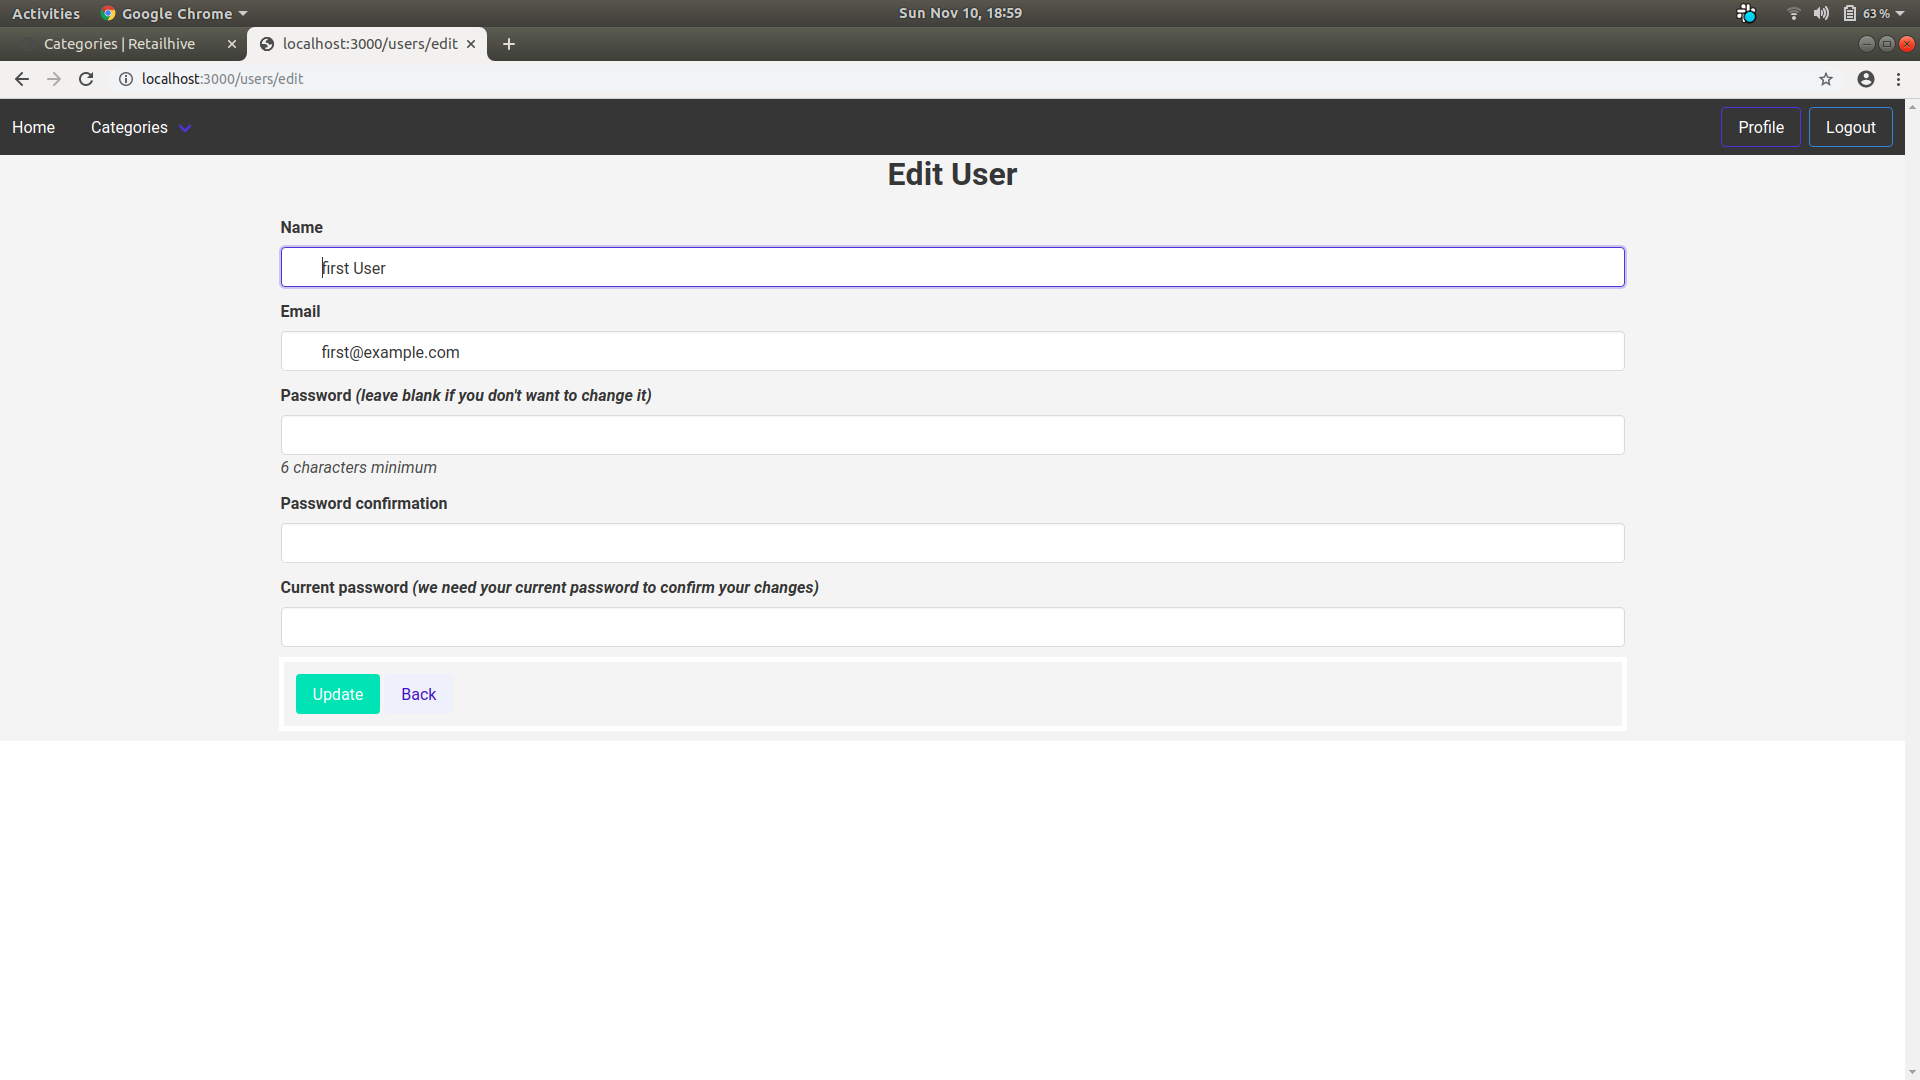 Activities Google Chrome Sun Nov 10, 18:59 63 %
Categories | Retailhive localhost:3000/users/edit
localhost:3000/users/edit
Home Categories Profile Logout
Edit User
Name
first User
Email
first@example.com
Password (leave blank if you don't want to change it)
6 characters minimum
Password confirmation
Current password (we need your current password to confirm your changes)
Update Back